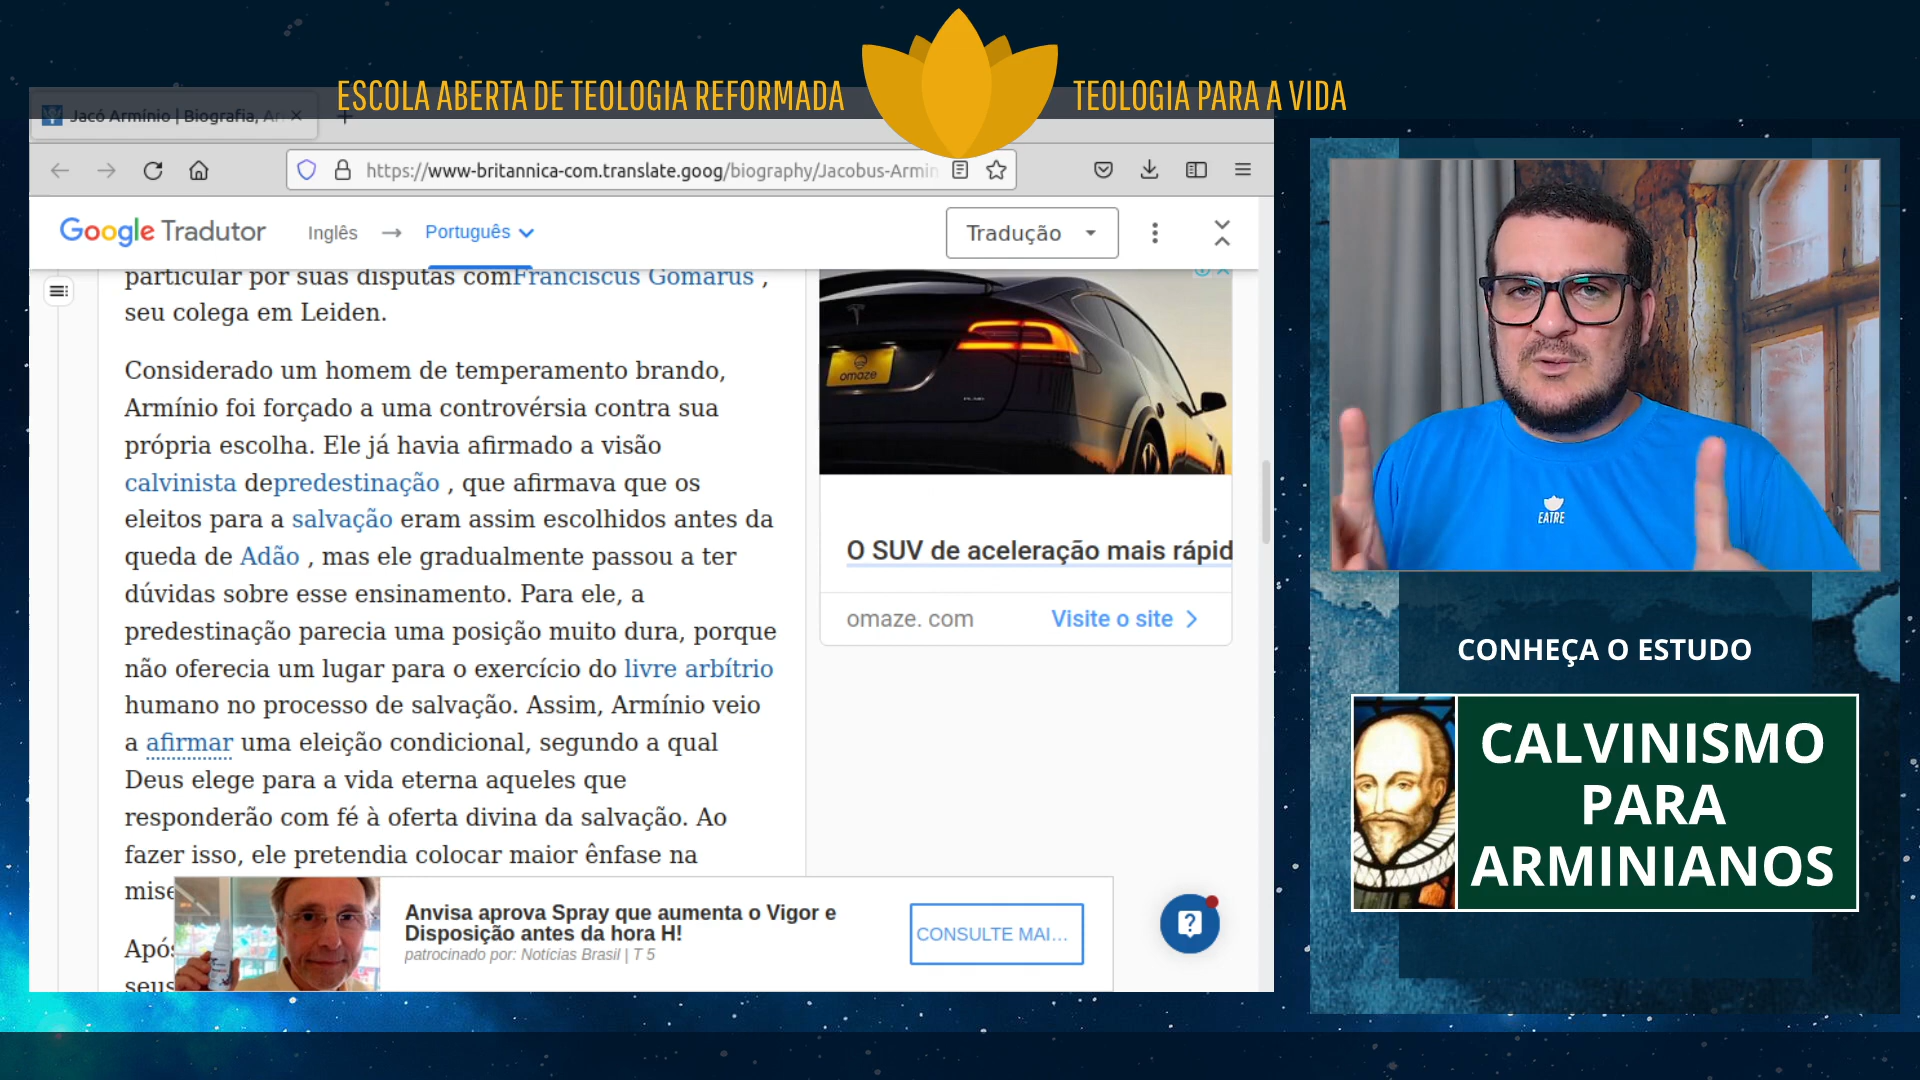 ESCOLA ABERTA DE TEOLOGIA REFORMADA
TEOLOGIA PARA A VIDA
Jacó Armínio | Biografia, Ar
https://www-britannica-com.translate.goog/biography/Jacobus-Armin
Google Tradutor
Inglês → Português
Tradução
particular por suas disputas comFranciscus Gomarus ,
seu colega em Leiden.
Considerado um homem de temperamento brando,
Armínio foi forçado a uma controvérsia contra sua
própria escolha. Ele já havia afirmado a visão
calvinista depredestinação , que afirmava que os
eleitos para a salvação eram assim escolhidos antes da
queda de Adão , mas ele gradualmente passou a ter
dúvidas sobre esse ensinamento. Para ele, a
predestinação parecia uma posição muito dura, porque
não oferecia um lugar para o exercício do livre arbítrio
humano no processo de salvação. Assim, Armínio veio
a afirmar uma eleição condicional, segundo a qual
Deus elege para a vida eterna aqueles que
responderão com fé à oferta divina da salvação. Ao
fazer isso, ele pretendia colocar maior ênfase na
mise
Após
seus
omaze
O SUV de aceleração mais rápid
omaze. com
Visite o site
Anvisa aprova Spray que aumenta o Vigor e
Disposição antes da hora H!
patrocinado por: Notícias Brasil | T 5
CONSULTE MAI...
EATRE
CONHEÇA O ESTUDO
CALVINISMO
PARA
ARMINIANOS